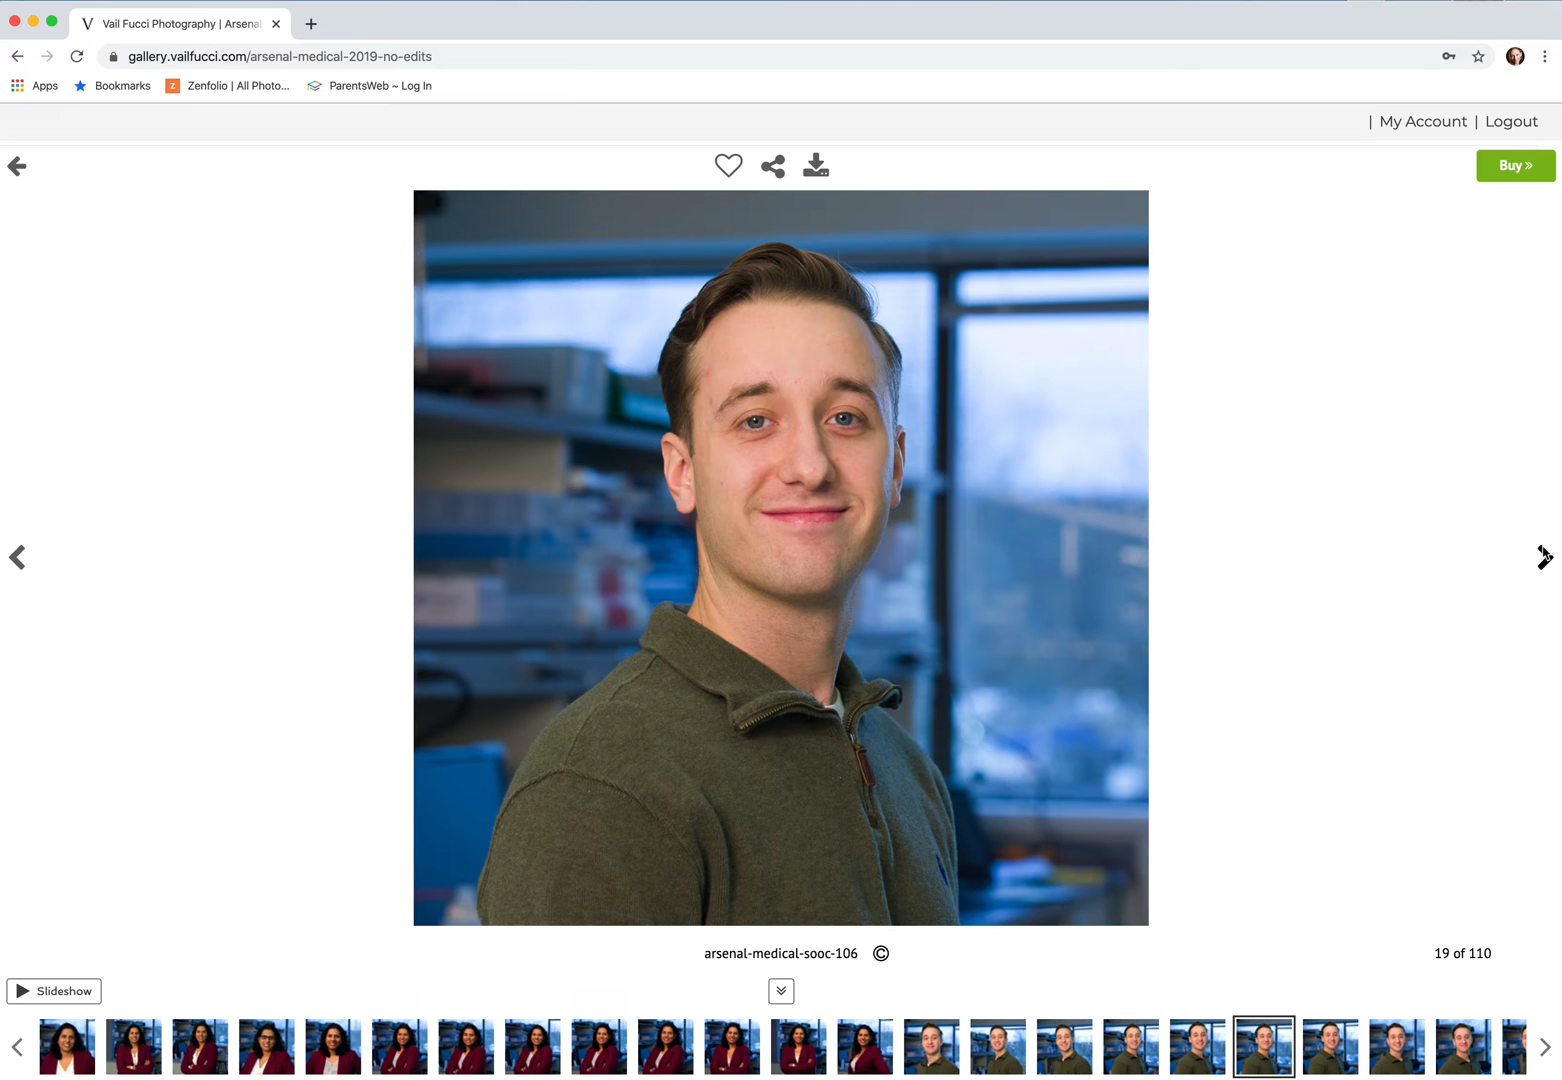 Vail Fucci Photography | Arsenal
gallery.vailfucci.com/arsenal-medical-2019-no-edits
Apps
Bookmarks
Z
Zenfolio | All Photo...
ParentsWeb ~ Log In
| My Account | Logout
Buy »
arsenal-medical-sooc-106 ©
19 of 110
Slideshow